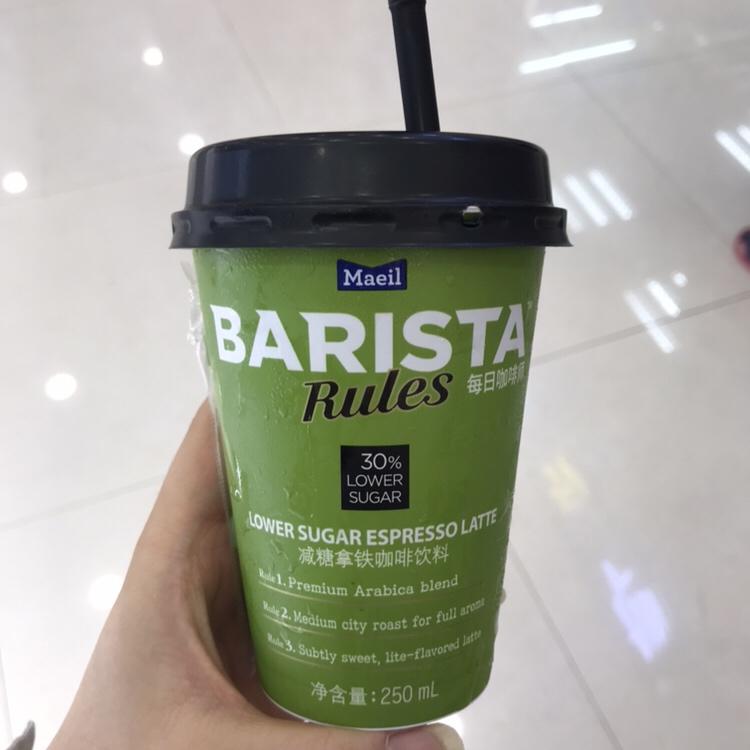 Maeil
BARISTA
Rules
每日咖啡师
30%
LOWER
SUGAR
LOWER SUGAR ESPRESSO LATTE
减糖拿铁咖啡饮料
Rule 1. Premium Arabica blend
Rule 2. Medium city roast for full aroma
Rule 3. Subtly sweet, lite-flavored latte
净含量:250 mL